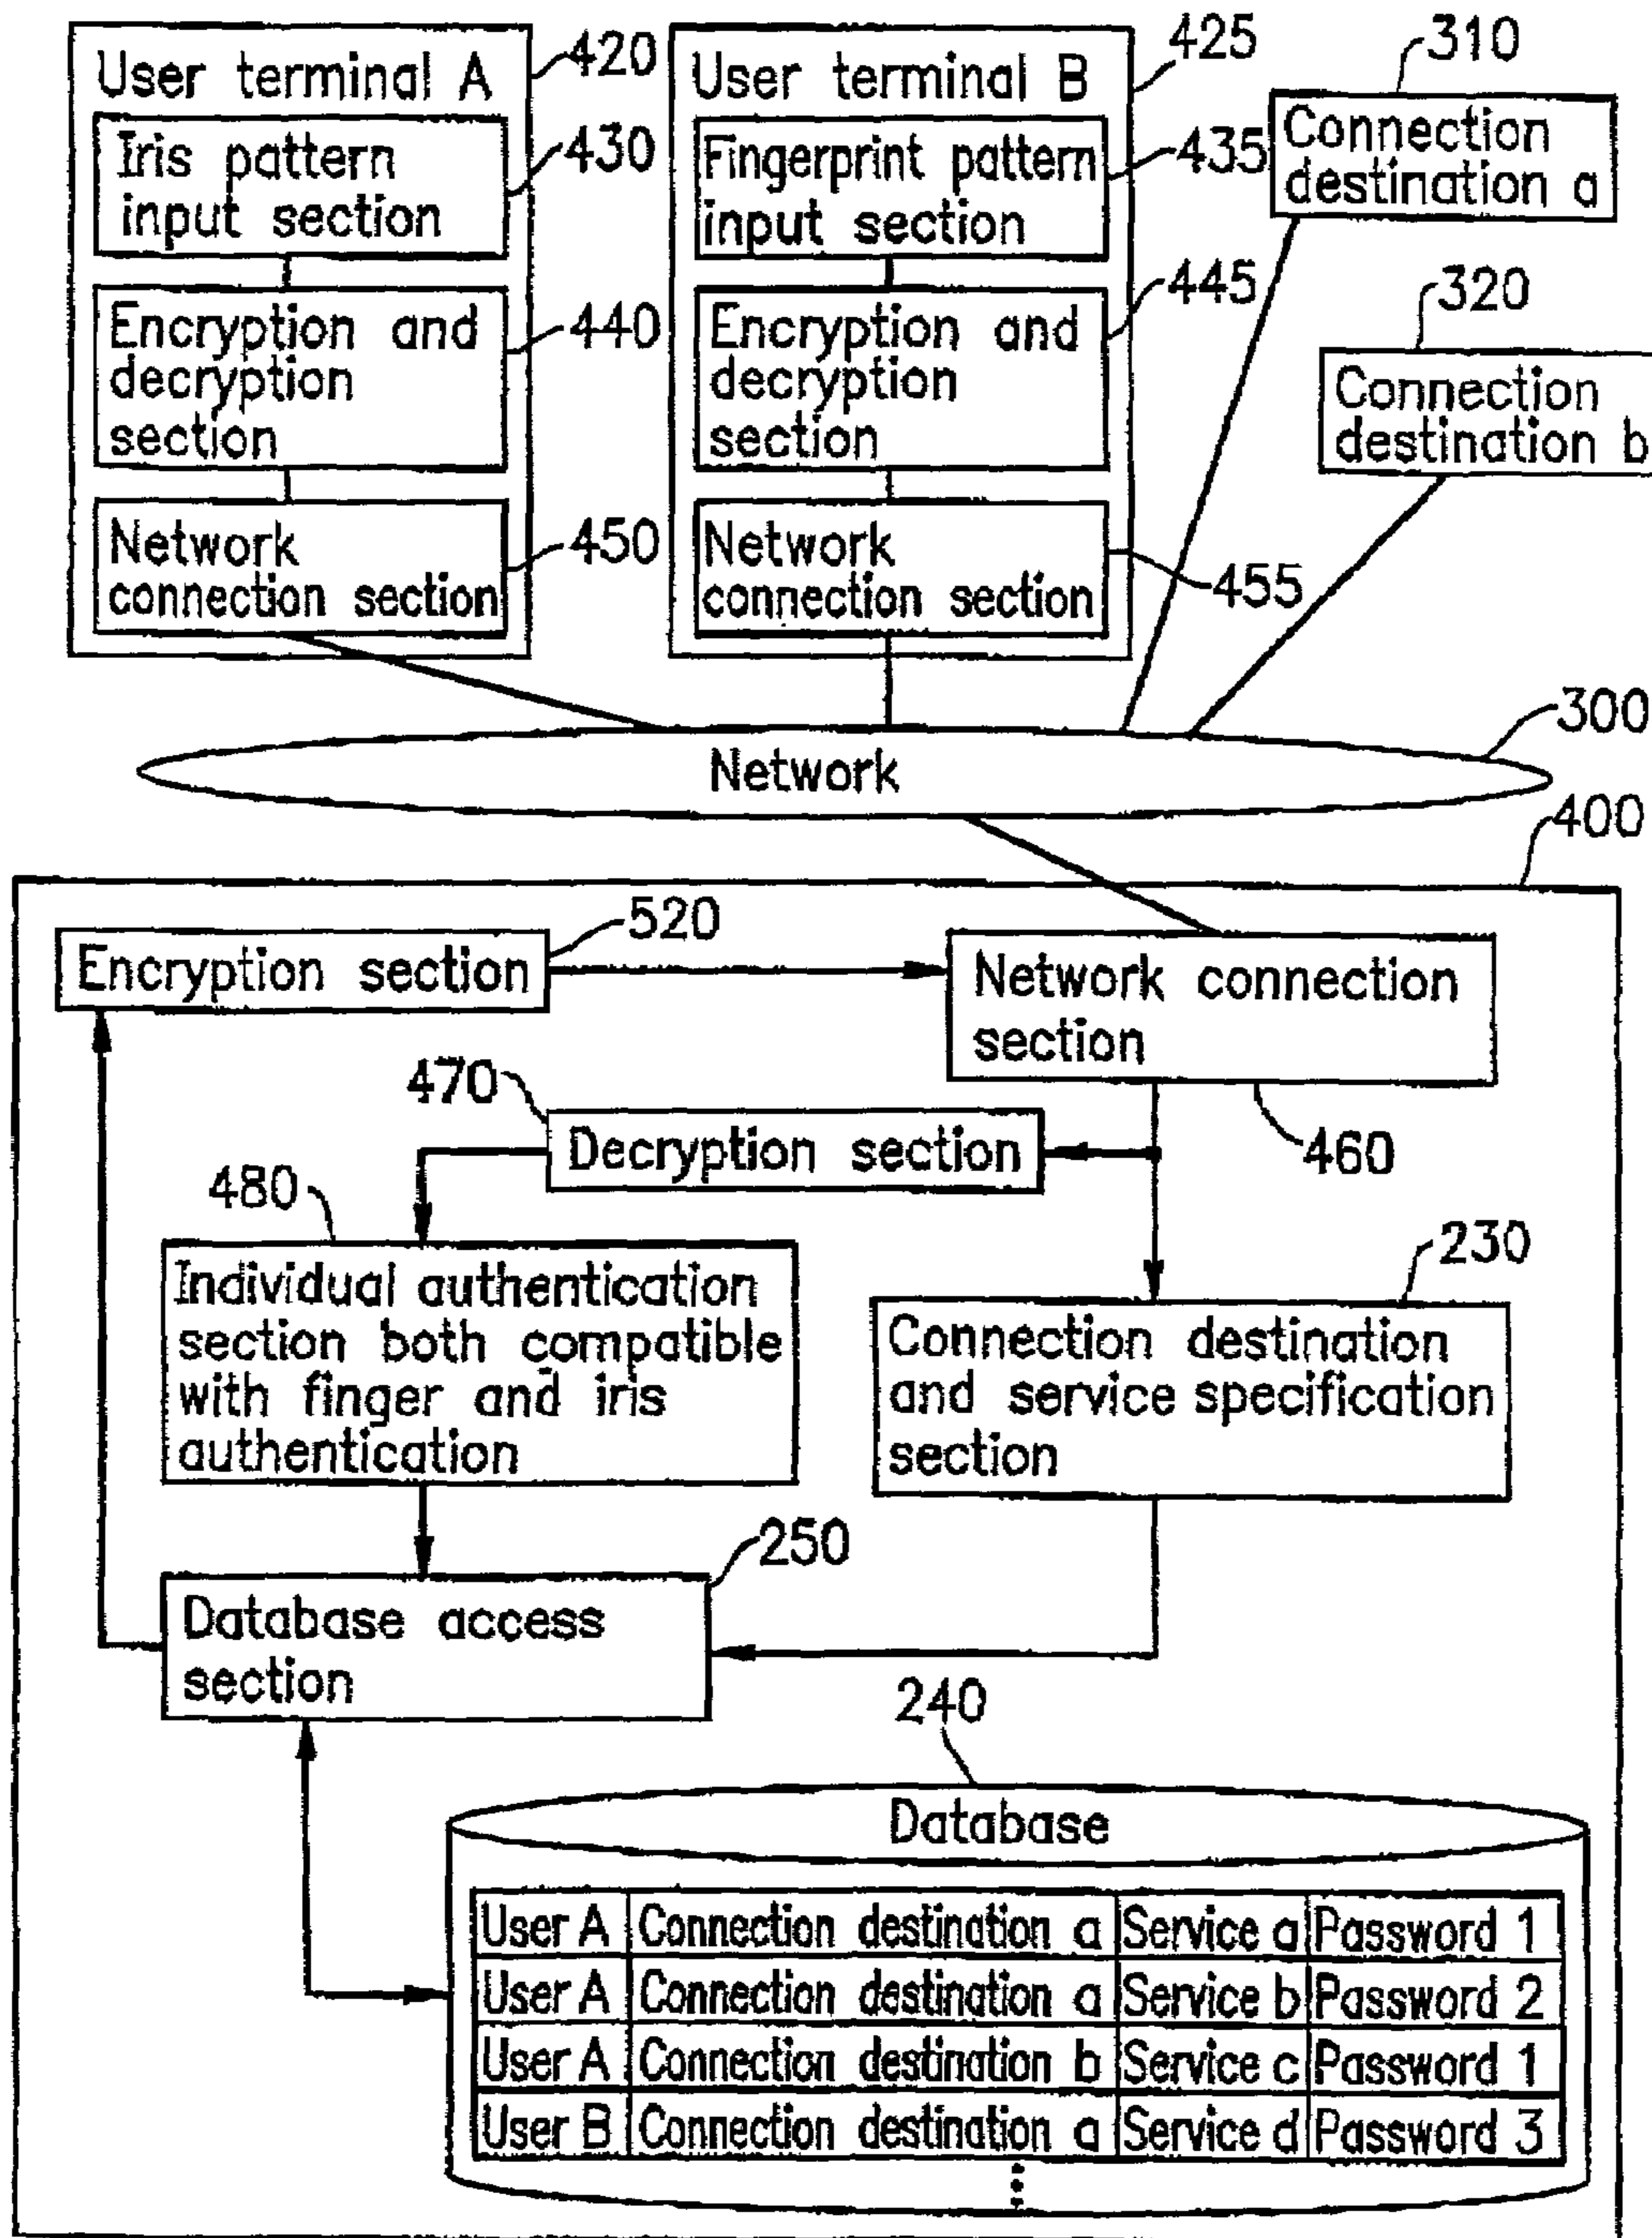 User terminal A
420
Iris pattern
input section
430
Encryption and
decryption
section
440
Network
connection section
450
User terminal B
425
Fingerprint pattern
input section
435
Encryption and
decryption
section
445
Network
connection section
455
310
Connection
destination a
320
Connection
destination b
300
Network
400
520
Encryption section
Network connection
section
460
470
Decryption section
480
Individual authentication
section both compatible
with finger and iris
authentication
230
Connection destination
and service specification
section
250
Database access
section
240
Database
User A Connection destination a Service a Password 1
User A Connection destination a Service b Password 2
User A Connection destination b Service c Password 1
User B Connection destination a Service d Password 3